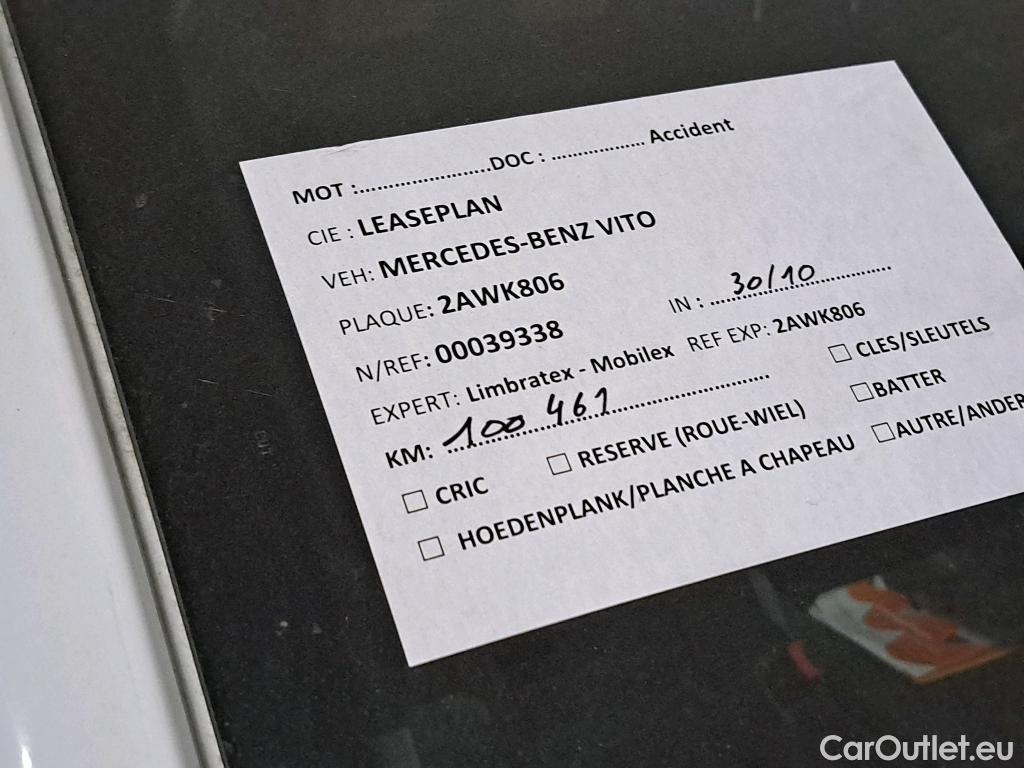 MOT :........................DOC : ................. Accident
CIE : LEASEPLAN
VEH: MERCEDES-BENZ VITO
PLAQUE: 2AWK806
N/REF: 00039338 IN : 30/10
EXPERT: Limbratex - Mobilex REF EXP: 2AWK806
KM: 100 461 ☐ CLES/SLEUTELS
☐ CRIC ☐ RESERVE (ROUE-WIEL) ☐BATTER
☐ HOEDENPLANK/PLANCHE A CHAPEAU ☐AUTRE/ANDER
CarOutlet.eu